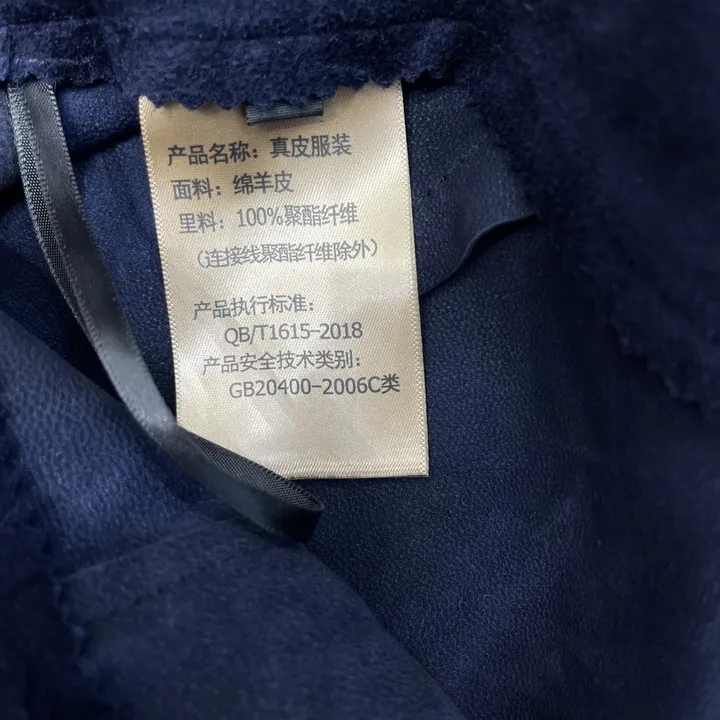 产品名称：真皮服装
面料：绵羊皮
里料：100%聚酯纤维
（连接线聚酯纤维除外）
产品执行标准：
QB/T1615-2018
产品安全技术类别：
GB20400-2006C类